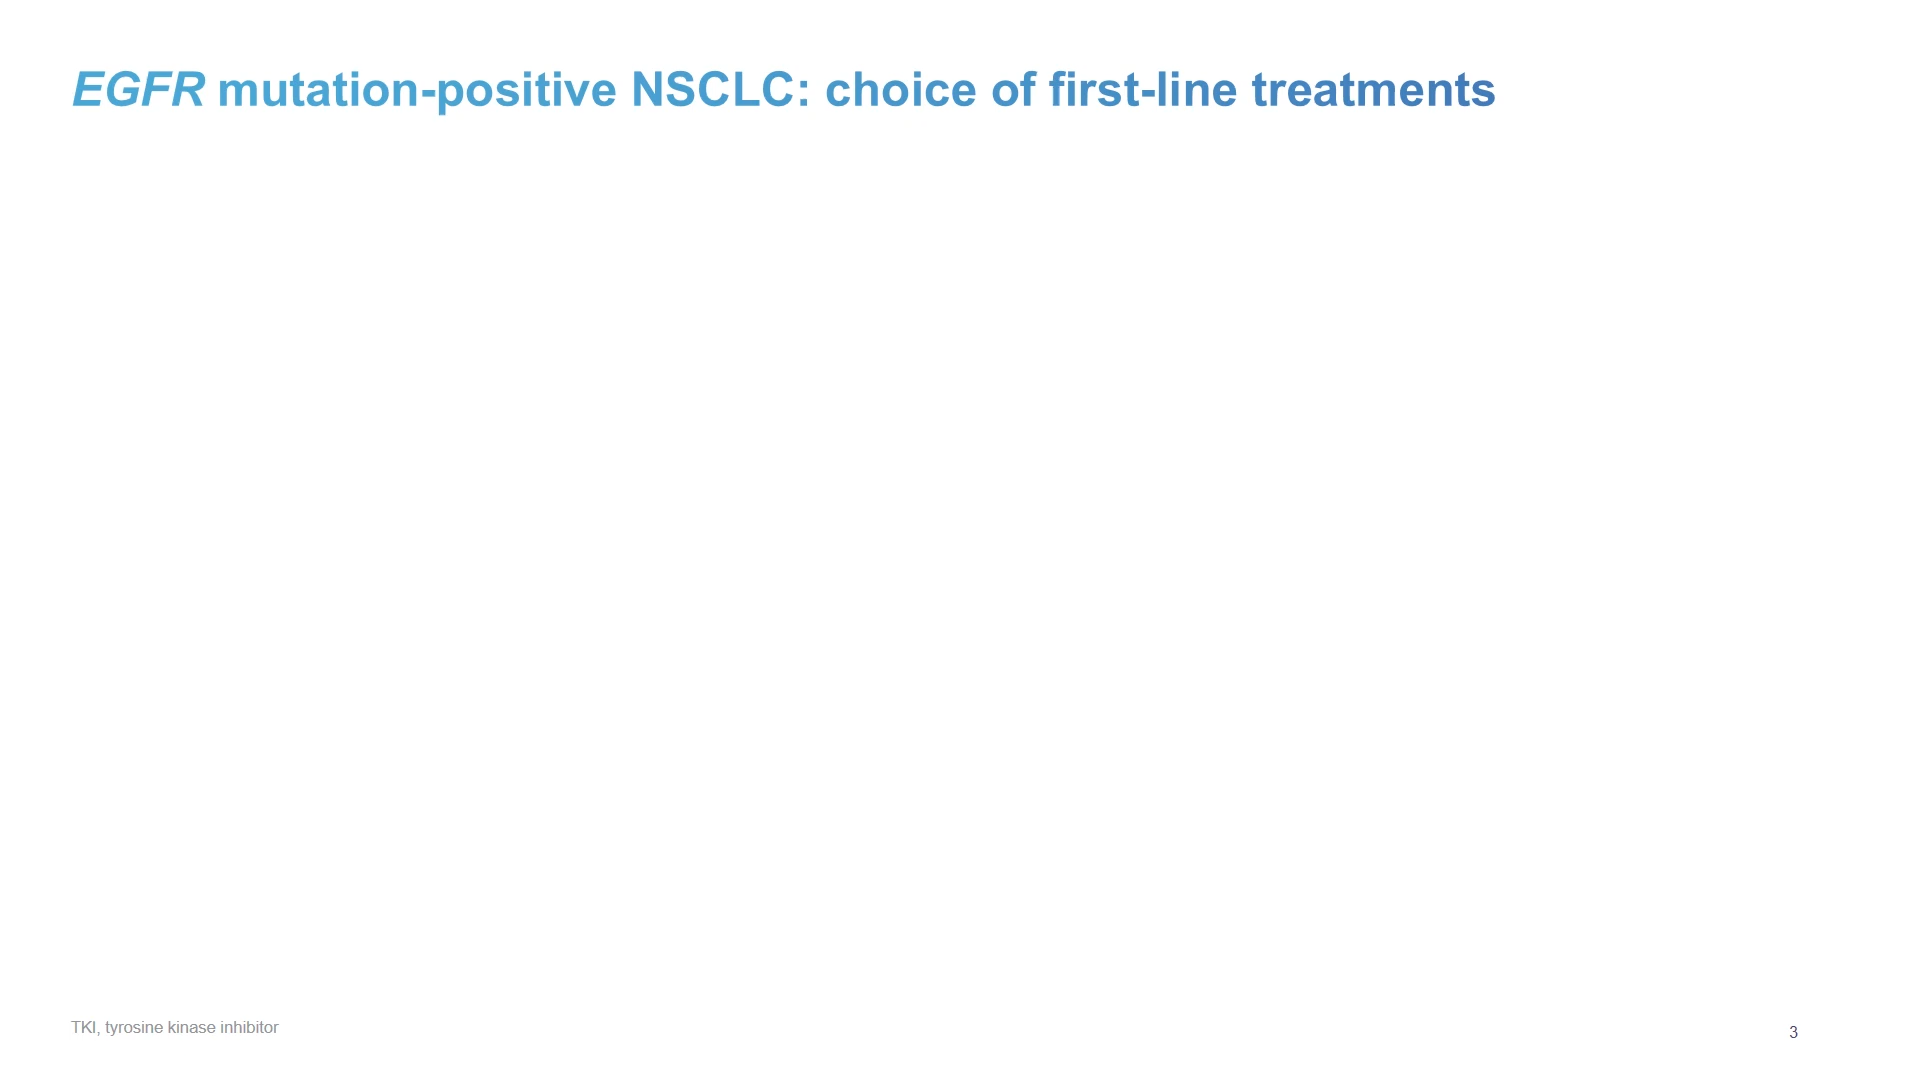 EGFR mutation-positive NSCLC: choice of first-line treatments
TKI, tyrosine kinase inhibitor
3